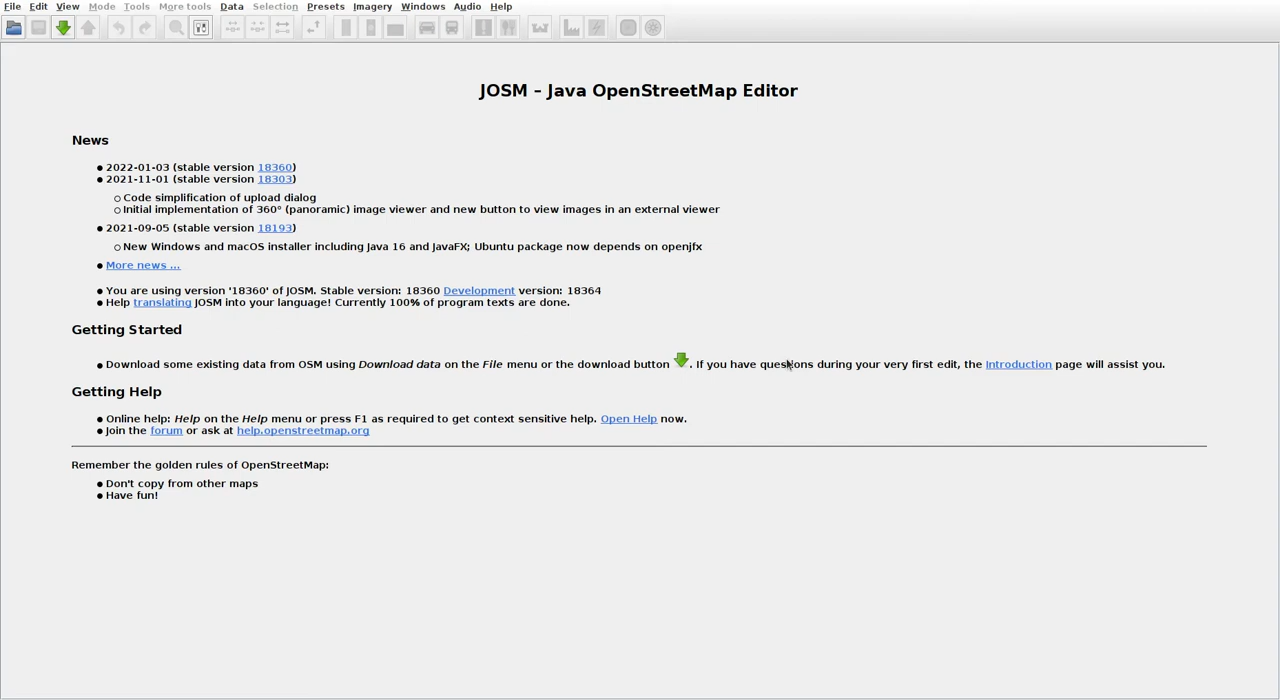 File Edit View Mode Tools More tools Data Selection Presets Imagery Windows Audio Help
JOSM – Java OpenStreetMap Editor
News
2022-01-03 (stable version 18360)
2021-11-01 (stable version 18303)
Code simplification of upload dialog
Initial implementation of 360° (panoramic) image viewer and new button to view images in an external viewer
2021-09-05 (stable version 18193)
New Windows and macOS installer including Java 16 and JavaFX; Ubuntu package now depends on openjfx
More news ...
You are using version '18360' of JOSM. Stable version: 18360 Development version: 18364
Help translating JOSM into your language! Currently 100% of program texts are done.
Getting Started
Download some existing data from OSM using Download data on the File menu or the download button . If you have questions during your very first edit, the Introduction page will assist you.
Getting Help
Online help: Help on the Help menu or press F1 as required to get context sensitive help. Open Help now.
Join the forum or ask at help.openstreetmap.org
Remember the golden rules of OpenStreetMap:
Don't copy from other maps
Have fun!